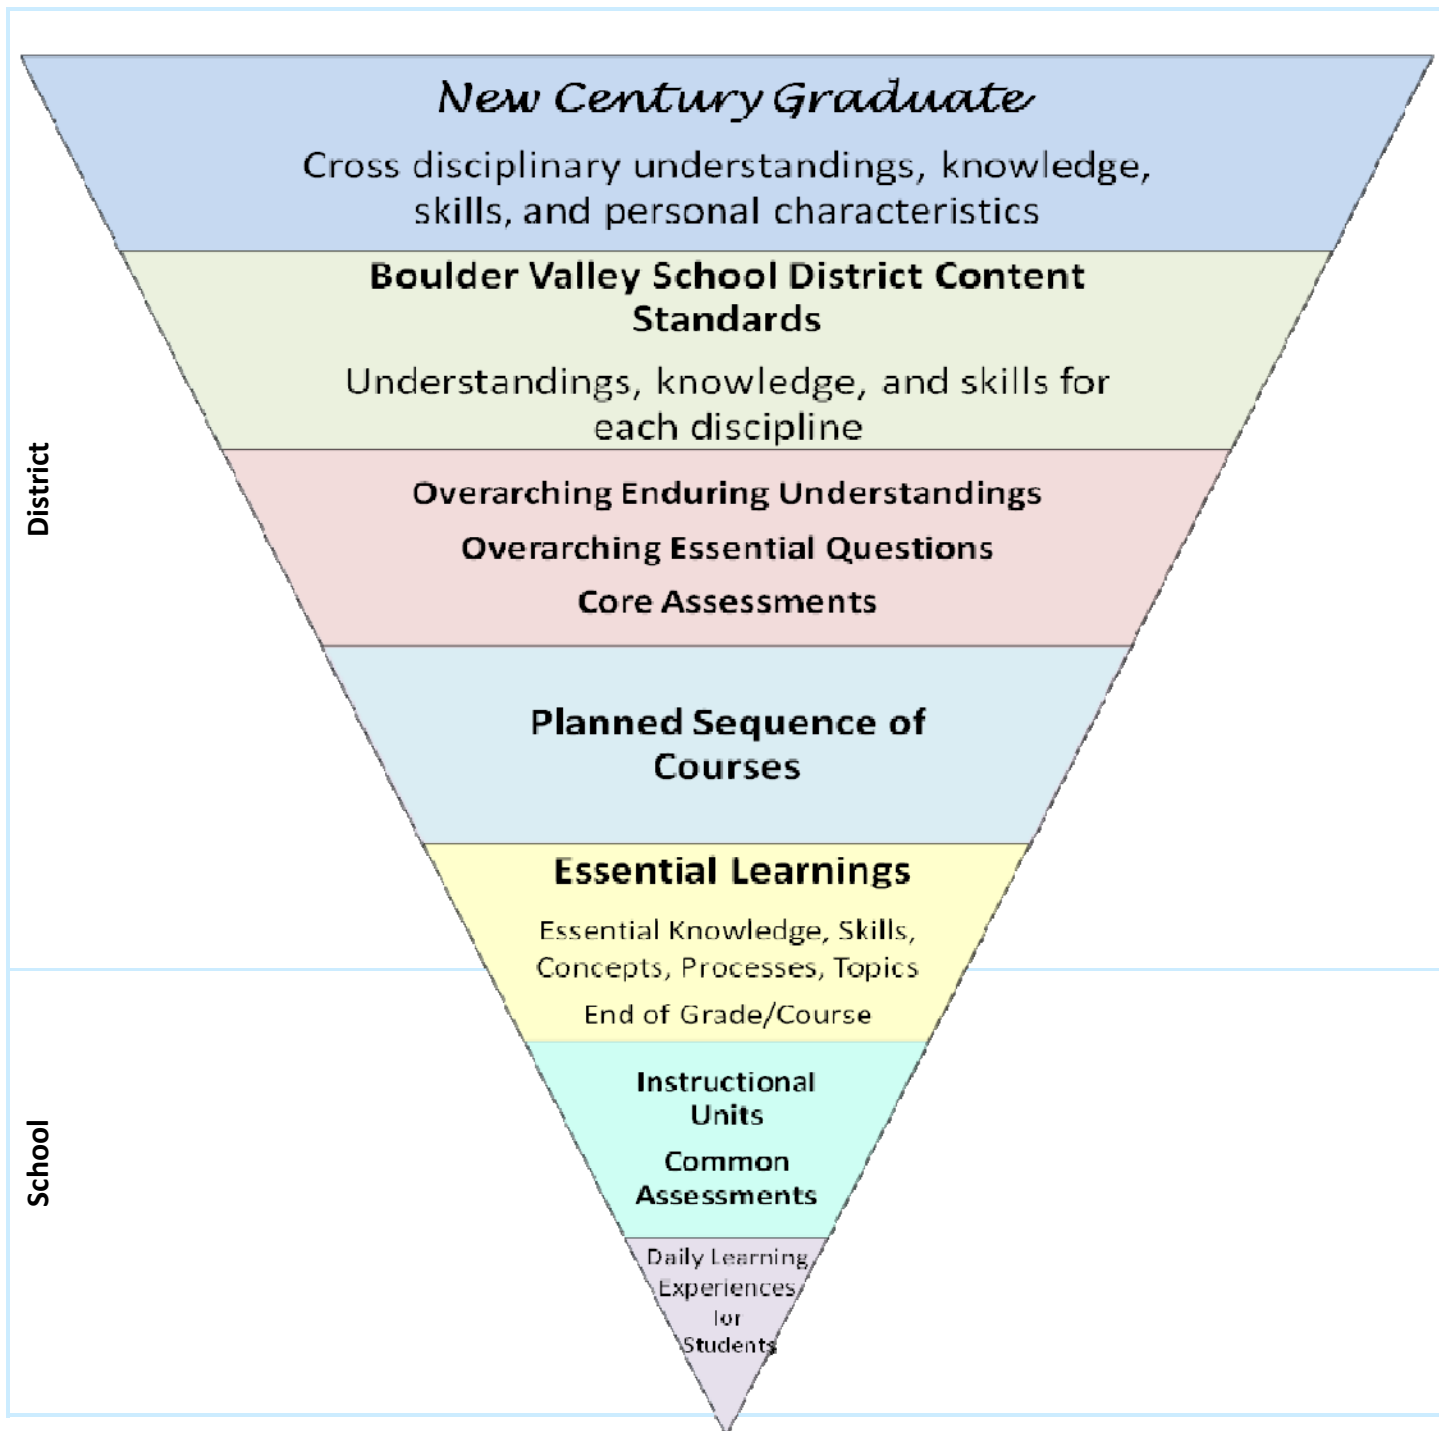 New Century Graduate
Cross disciplinary understandings, knowledge,
skills, and personal characteristics
Boulder Valley School District Content
Standards
Understandings, knowledge, and skills for
each discipline
District
Overarching Enduring Understandings
Overarching Essential Questions
Core Assessments
Planned Sequence of
Courses
Essential Learnings
Essential Knowledge, Skills,
Concepts, Processes, Topics
End of Grade/Course
School
Instructional
Units
Common
Assessments
Daily Learning
Experiences
for
Students